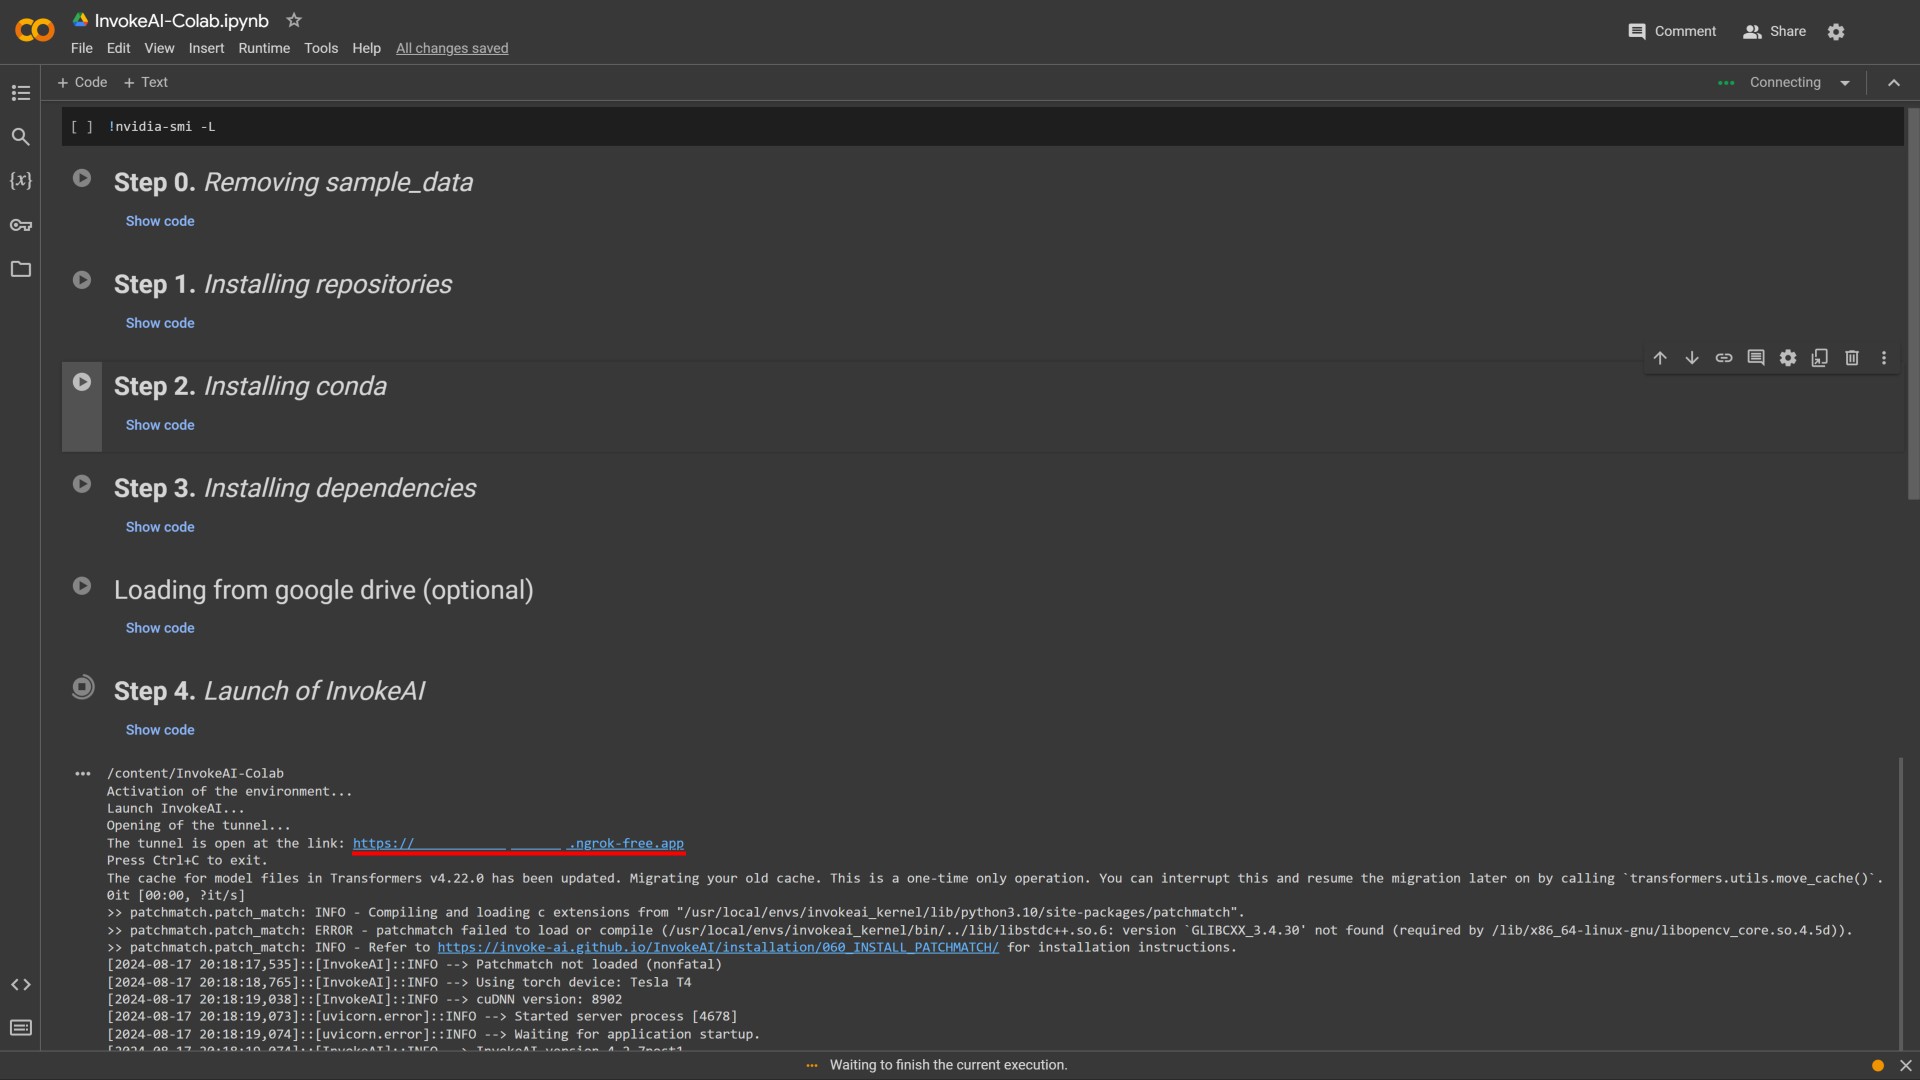 InvokeAI-Colab.ipynb
File Edit View Insert Runtime Tools Help All changes saved
Comment Share
+ Code + Text
Connecting
[ ] !nvidia-smi -L
Step 0. Removing sample_data
Show code
Step 1. Installing repositories
Show code
{x}
Step 2. Installing conda
Show code
Step 3. Installing dependencies
Show code
Loading from google drive (optional)
Show code
Step 4. Launch of InvokeAI
Show code
/content/InvokeAI-Colab
Activation of the environment...
Launch InvokeAI...
Opening of the tunnel...
The tunnel is open at the link: https:// .ngrok-free.app
Press Ctrl+C to exit.
The cache for model files in Transformers v4.22.0 has been updated. Migrating your old cache. This is a one-time only operation. You can interrupt this and resume the migration later on by calling `transformers.utils.move_cache()`.
0it [00:00, ?it/s]
>> patchmatch.patch_match: INFO - Compiling and loading c extensions from "/usr/local/envs/invokeai_kernel/lib/python3.10/site-packages/patchmatch".
>> patchmatch.patch_match: ERROR - patchmatch failed to load or compile (/usr/local/envs/invokeai_kernel/bin/../lib/libstdc++.so.6: version `GLIBCXX_3.4.30' not found (required by /lib/x86_64-linux-gnu/libopencv_core.so.4.5d)).
>> patchmatch.patch_match: INFO - Refer to https://invoke-ai.github.io/InvokeAI/installation/060_INSTALL_PATCHMATCH/ for installation instructions.
[2024-08-17 20:18:17,535]::[InvokeAI]::INFO --> Patchmatch not loaded (nonfatal)
[2024-08-17 20:18:18,765]::[InvokeAI]::INFO --> Using torch device: Tesla T4
[2024-08-17 20:18:19,038]::[InvokeAI]::INFO --> cuDNN version: 8902
[2024-08-17 20:18:19,073]::[uvicorn.error]::INFO --> Started server process [4678]
[2024-08-17 20:18:19,074]::[uvicorn.error]::INFO --> Waiting for application startup.
[2024-08-17 20:18:19,074]::[InvokeAI]::INFO --> InvokeAI version 4.2.7post1
Waiting to finish the current execution.